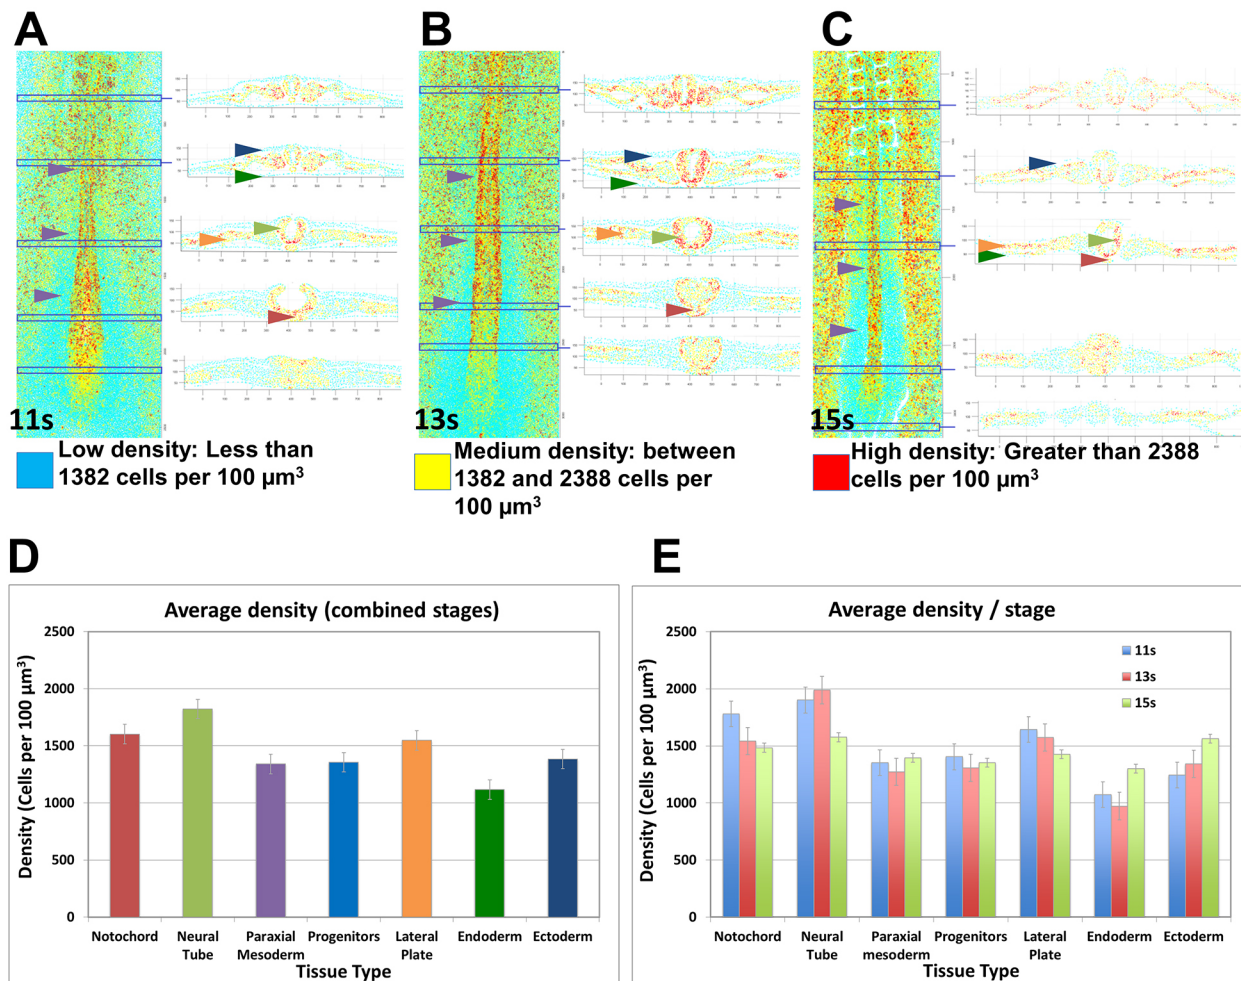 A
B
C
11s
13s
15s
Low density: Less than
1382 cells per 100 µm³
Medium density: between
1382 and 2388 cells per
100 µm³
High density: Greater than 2388
cells per 100 µm³
D
Average density (combined stages)
Density (Cells per 100 µm³)
2500
2000
1500
1000
500
0
Notochord
Neural
Tube
Paraxial
Mesoderm
Progenitors
Lateral
Plate
Endoderm
Ectoderm
Tissue Type
E
Average density / stage
Density (Cells per 100 µm³)
2500
2000
1500
1000
500
0
11s
13s
15s
Notochord
Neural
Tube
Paraxial
mesoderm
Progenitors
Lateral
Plate
Endoderm
Ectoderm
Tissue Type